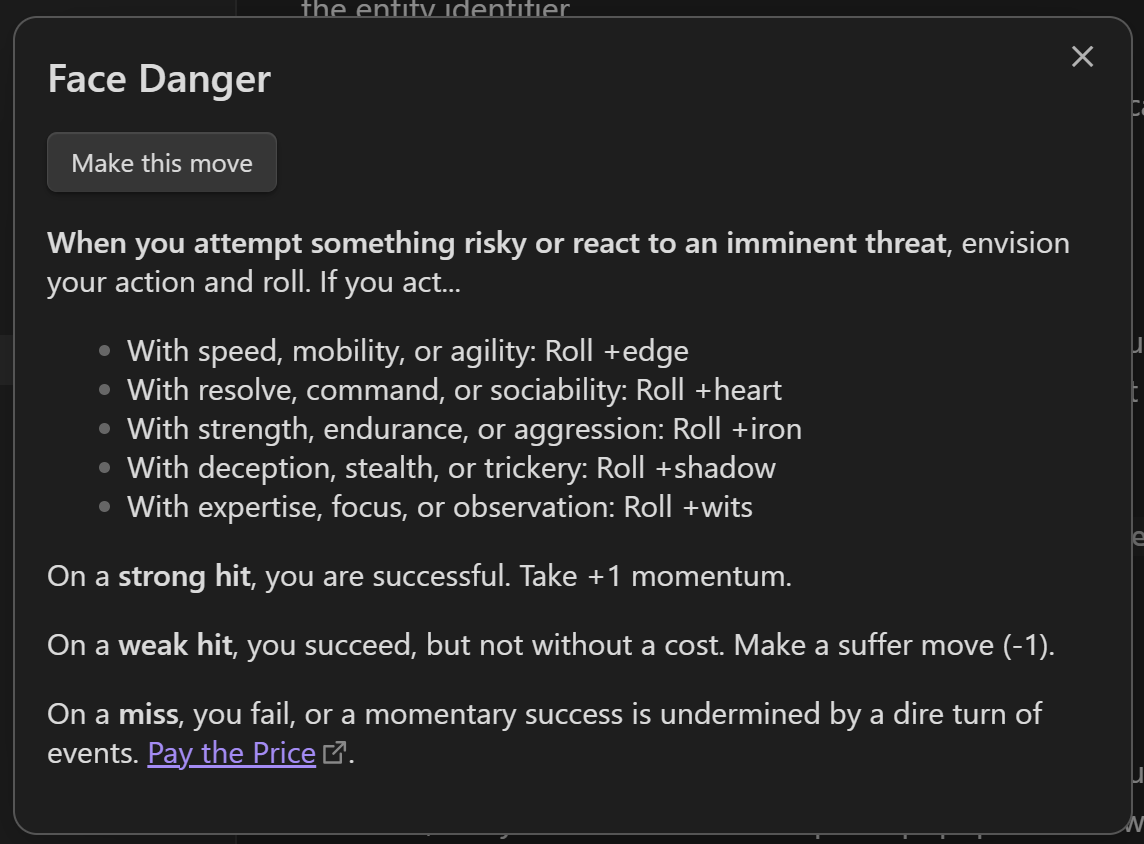 the entity identifier
Face Danger
Make this move
When you attempt something risky or react to an imminent threat, envision
your action and roll. If you act...
With speed, mobility, or agility: Roll +edge
With resolve, command, or sociability: Roll +heart
With strength, endurance, or aggression: Roll +iron
With deception, stealth, or trickery: Roll +shadow
With expertise, focus, or observation: Roll +wits
On a strong hit, you are successful. Take +1 momentum.
On a weak hit, you succeed, but not without a cost. Make a suffer move (-1).
On a miss, you fail, or a momentary success is undermined by a dire turn of
events. Pay the Price.